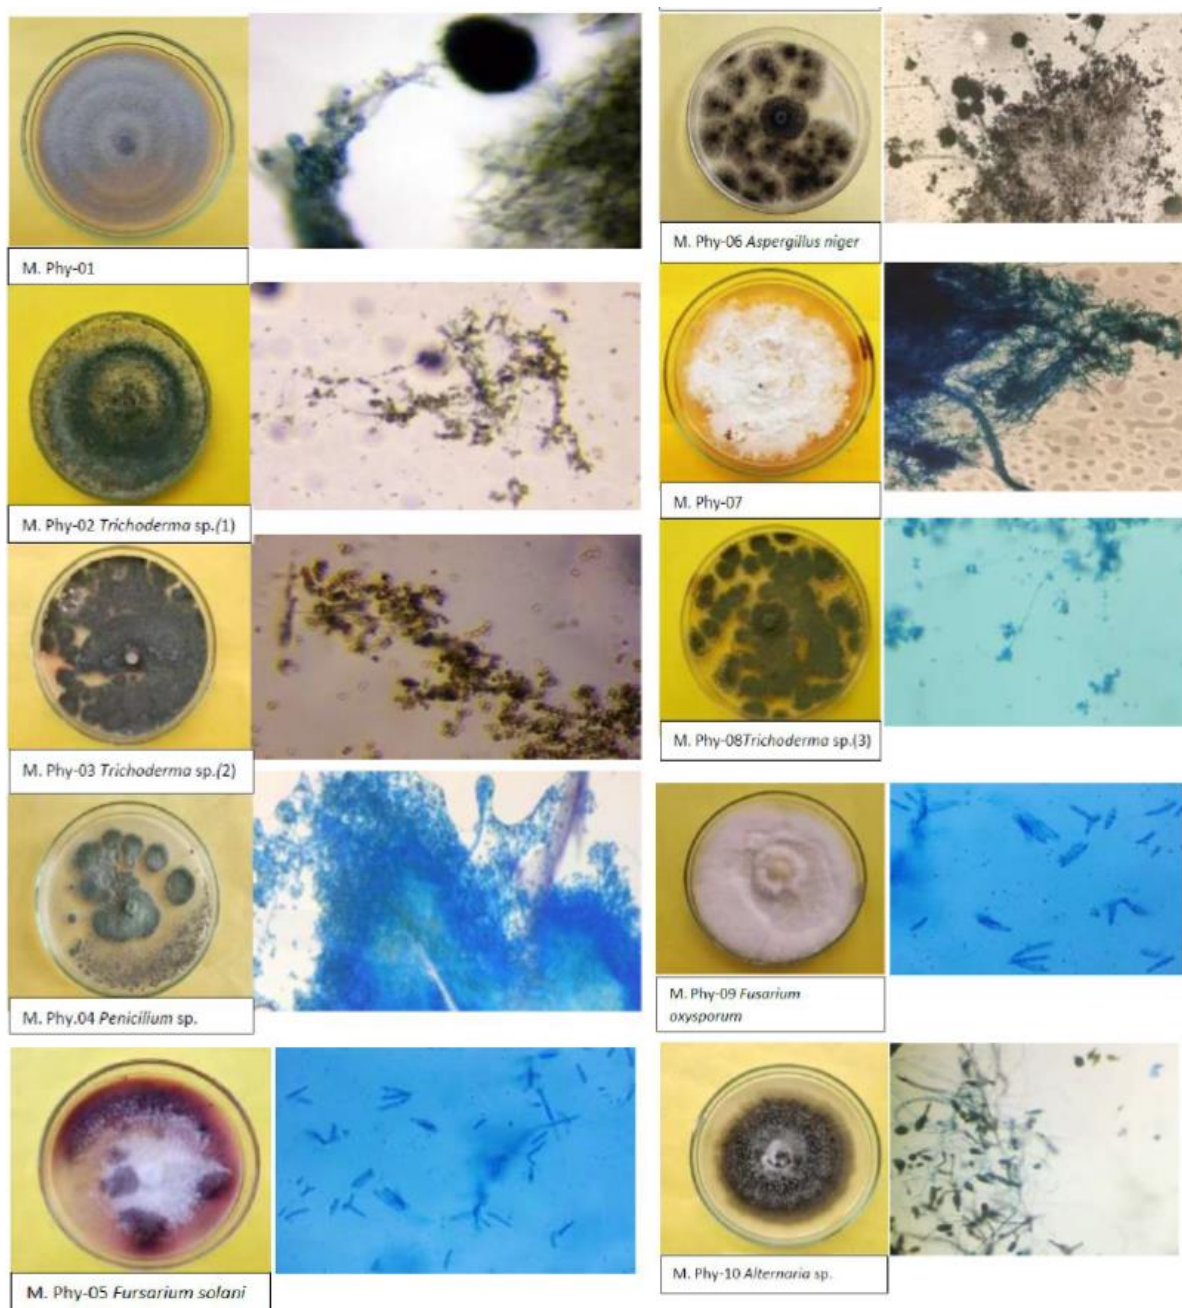 M. Phy-01
M. Phy-02 Trichoderma sp.(1)
M. Phy-03 Trichoderma sp.(2)
M. Phy.04 Penicilium sp.
M. Phy-05 Fursarium solani
M. Phy-06 Aspergillus niger
M. Phy-07
M. Phy-08Trichoderma sp.(3)
M. Phy-09 Fusarium
oxysporum
M. Phy-10 Alternaria sp.